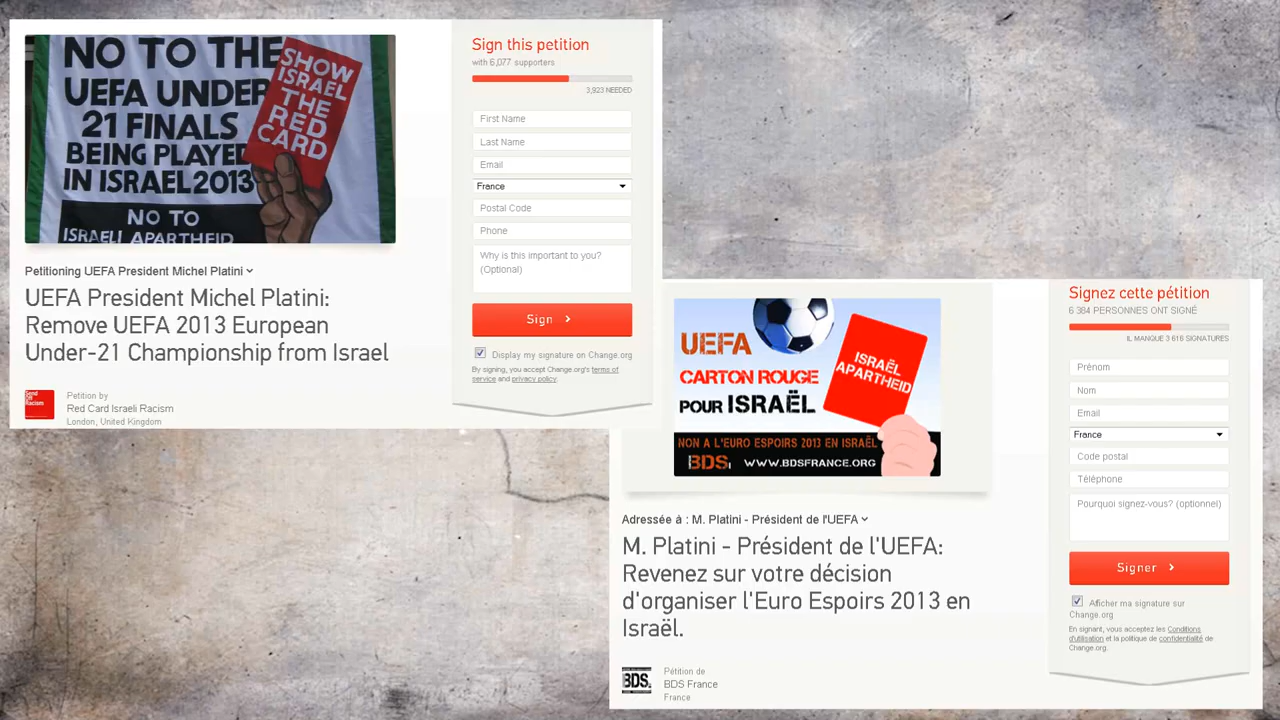 NO TO THE
UEFA UNDER
21 FINALS
BEING PLAYED
IN ISRAEL 2013
NO TO
ISRAELI APARTHEID
SHOW
ISRAEL
THE
RED
CARD
Petitioning UEFA President Michel Platini
UEFA President Michel Platini:
Remove UEFA 2013 European
Under-21 Championship from Israel
Petition by
Red Card Israeli Racism
London, United Kingdom
Sign this petition
with 6,077 supporters
3,923 NEEDED
First Name
Last Name
Email
France
Postal Code
Phone
Why is this important to you?
(Optional)
Sign
Display my signature on Change.org
By signing, you accept Change.org's terms of
service and privacy policy.
UEFA
CARTON ROUGE
POUR ISRAËL
ISRAËL
APARTHEID
NON A L'EURO ESPOIRS 2013 EN ISRAËL
BDS
WWW.BDSFRANCE.ORG
Adressée à : M. Platini - Président de l'UEFA
M. Platini - Président de l'UEFA:
Revenez sur votre décision
d'organiser l'Euro Espoirs 2013 en
Israël.
BDS
Pétition de
BDS France
France
Signez cette pétition
6 384 PERSONNES ONT SIGNÉ
IL MANQUE 3 616 SIGNATURES
Prénom
Nom
Email
France
Code postal
Téléphone
Pourquoi signez-vous? (optionnel)
Signer
Afficher ma signature sur
Change.org
En signant, vous acceptez les Conditions
d'utilisation et la politique de confidentialité de
Change.org.